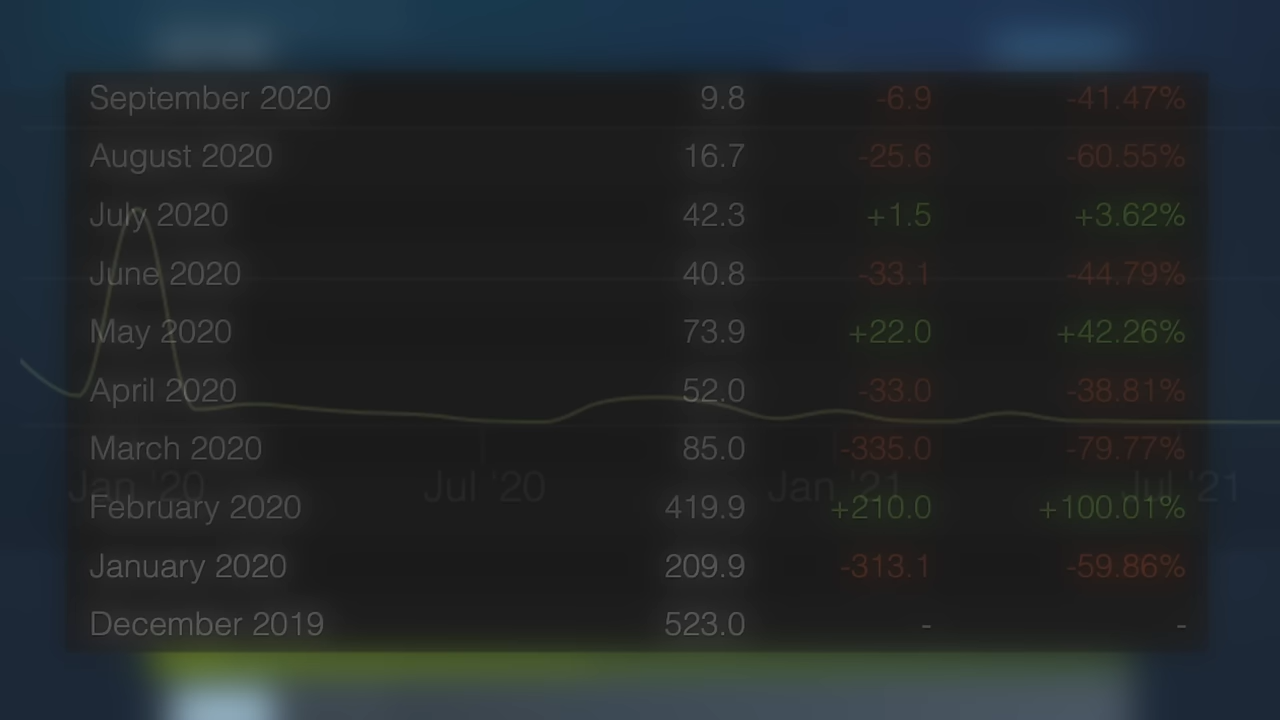 September 2020 9.8 -6.9 -41.47%
August 2020 16.7 -25.6 -60.55%
July 2020 42.3 +1.5 +3.62%
June 2020 40.8 -33.1 -44.79%
May 2020 73.9 +22.0 +42.26%
April 2020 52.0 -33.0 -38.81%
March 2020 85.0 -335.0 -79.77%
Jan '20 Jul '20 Jan '21 Jul '21
February 2020 419.9 +210.0 +100.01%
January 2020 209.9 -313.1 -59.86%
December 2019 523.0 - -